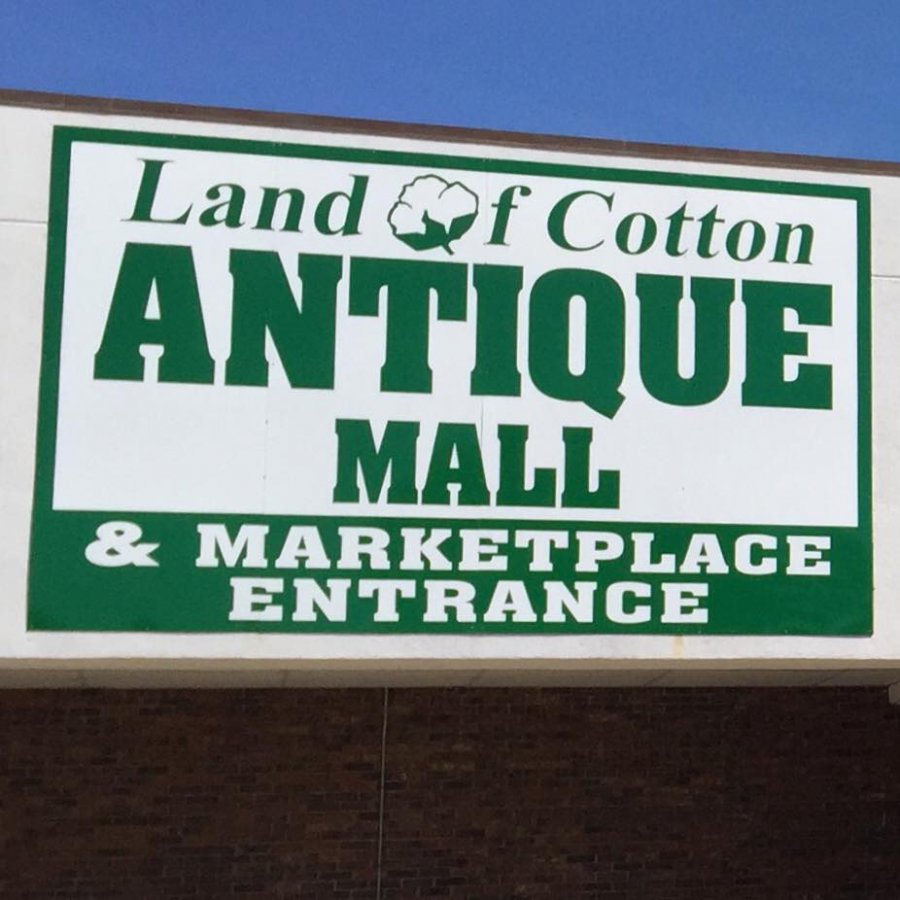 Land Of Cotton
ANTIQUE
MALL
& MARKETPLACE
ENTRANCE